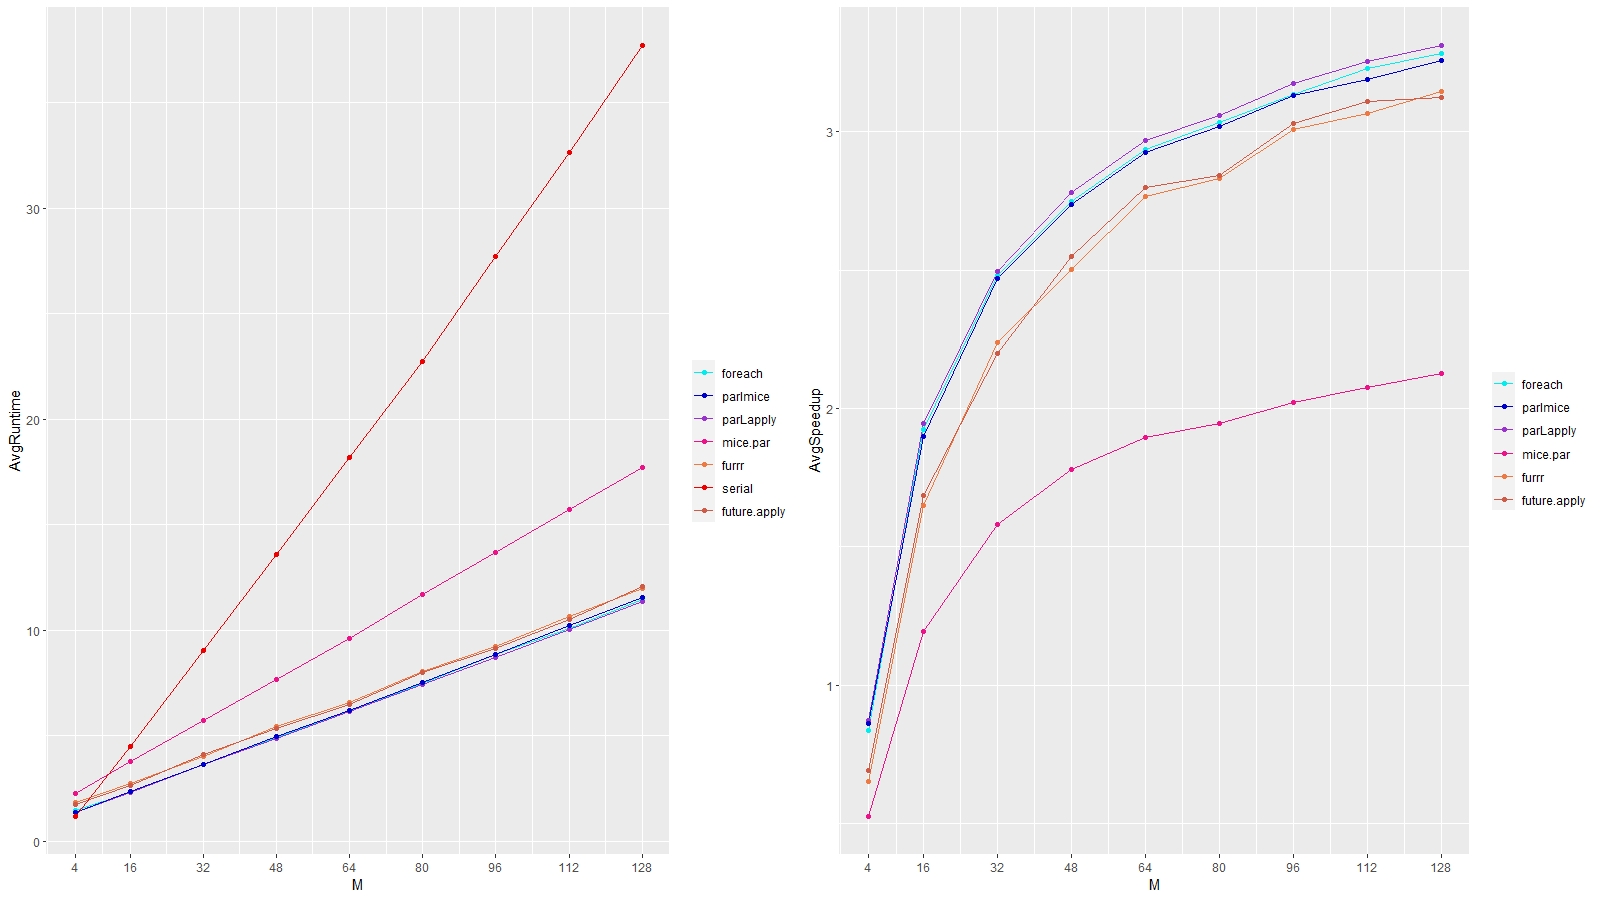 AvgRuntime
30
20
10
0
4 16 32 48 64 80 96 112 128
M
foreach
parlmice
parLapply
mice.par
furrr
serial
future.apply
AvgSpeedup
3
2
1
4 16 32 48 64 80 96 112 128
M
foreach
parlmice
parLapply
mice.par
furrr
future.apply